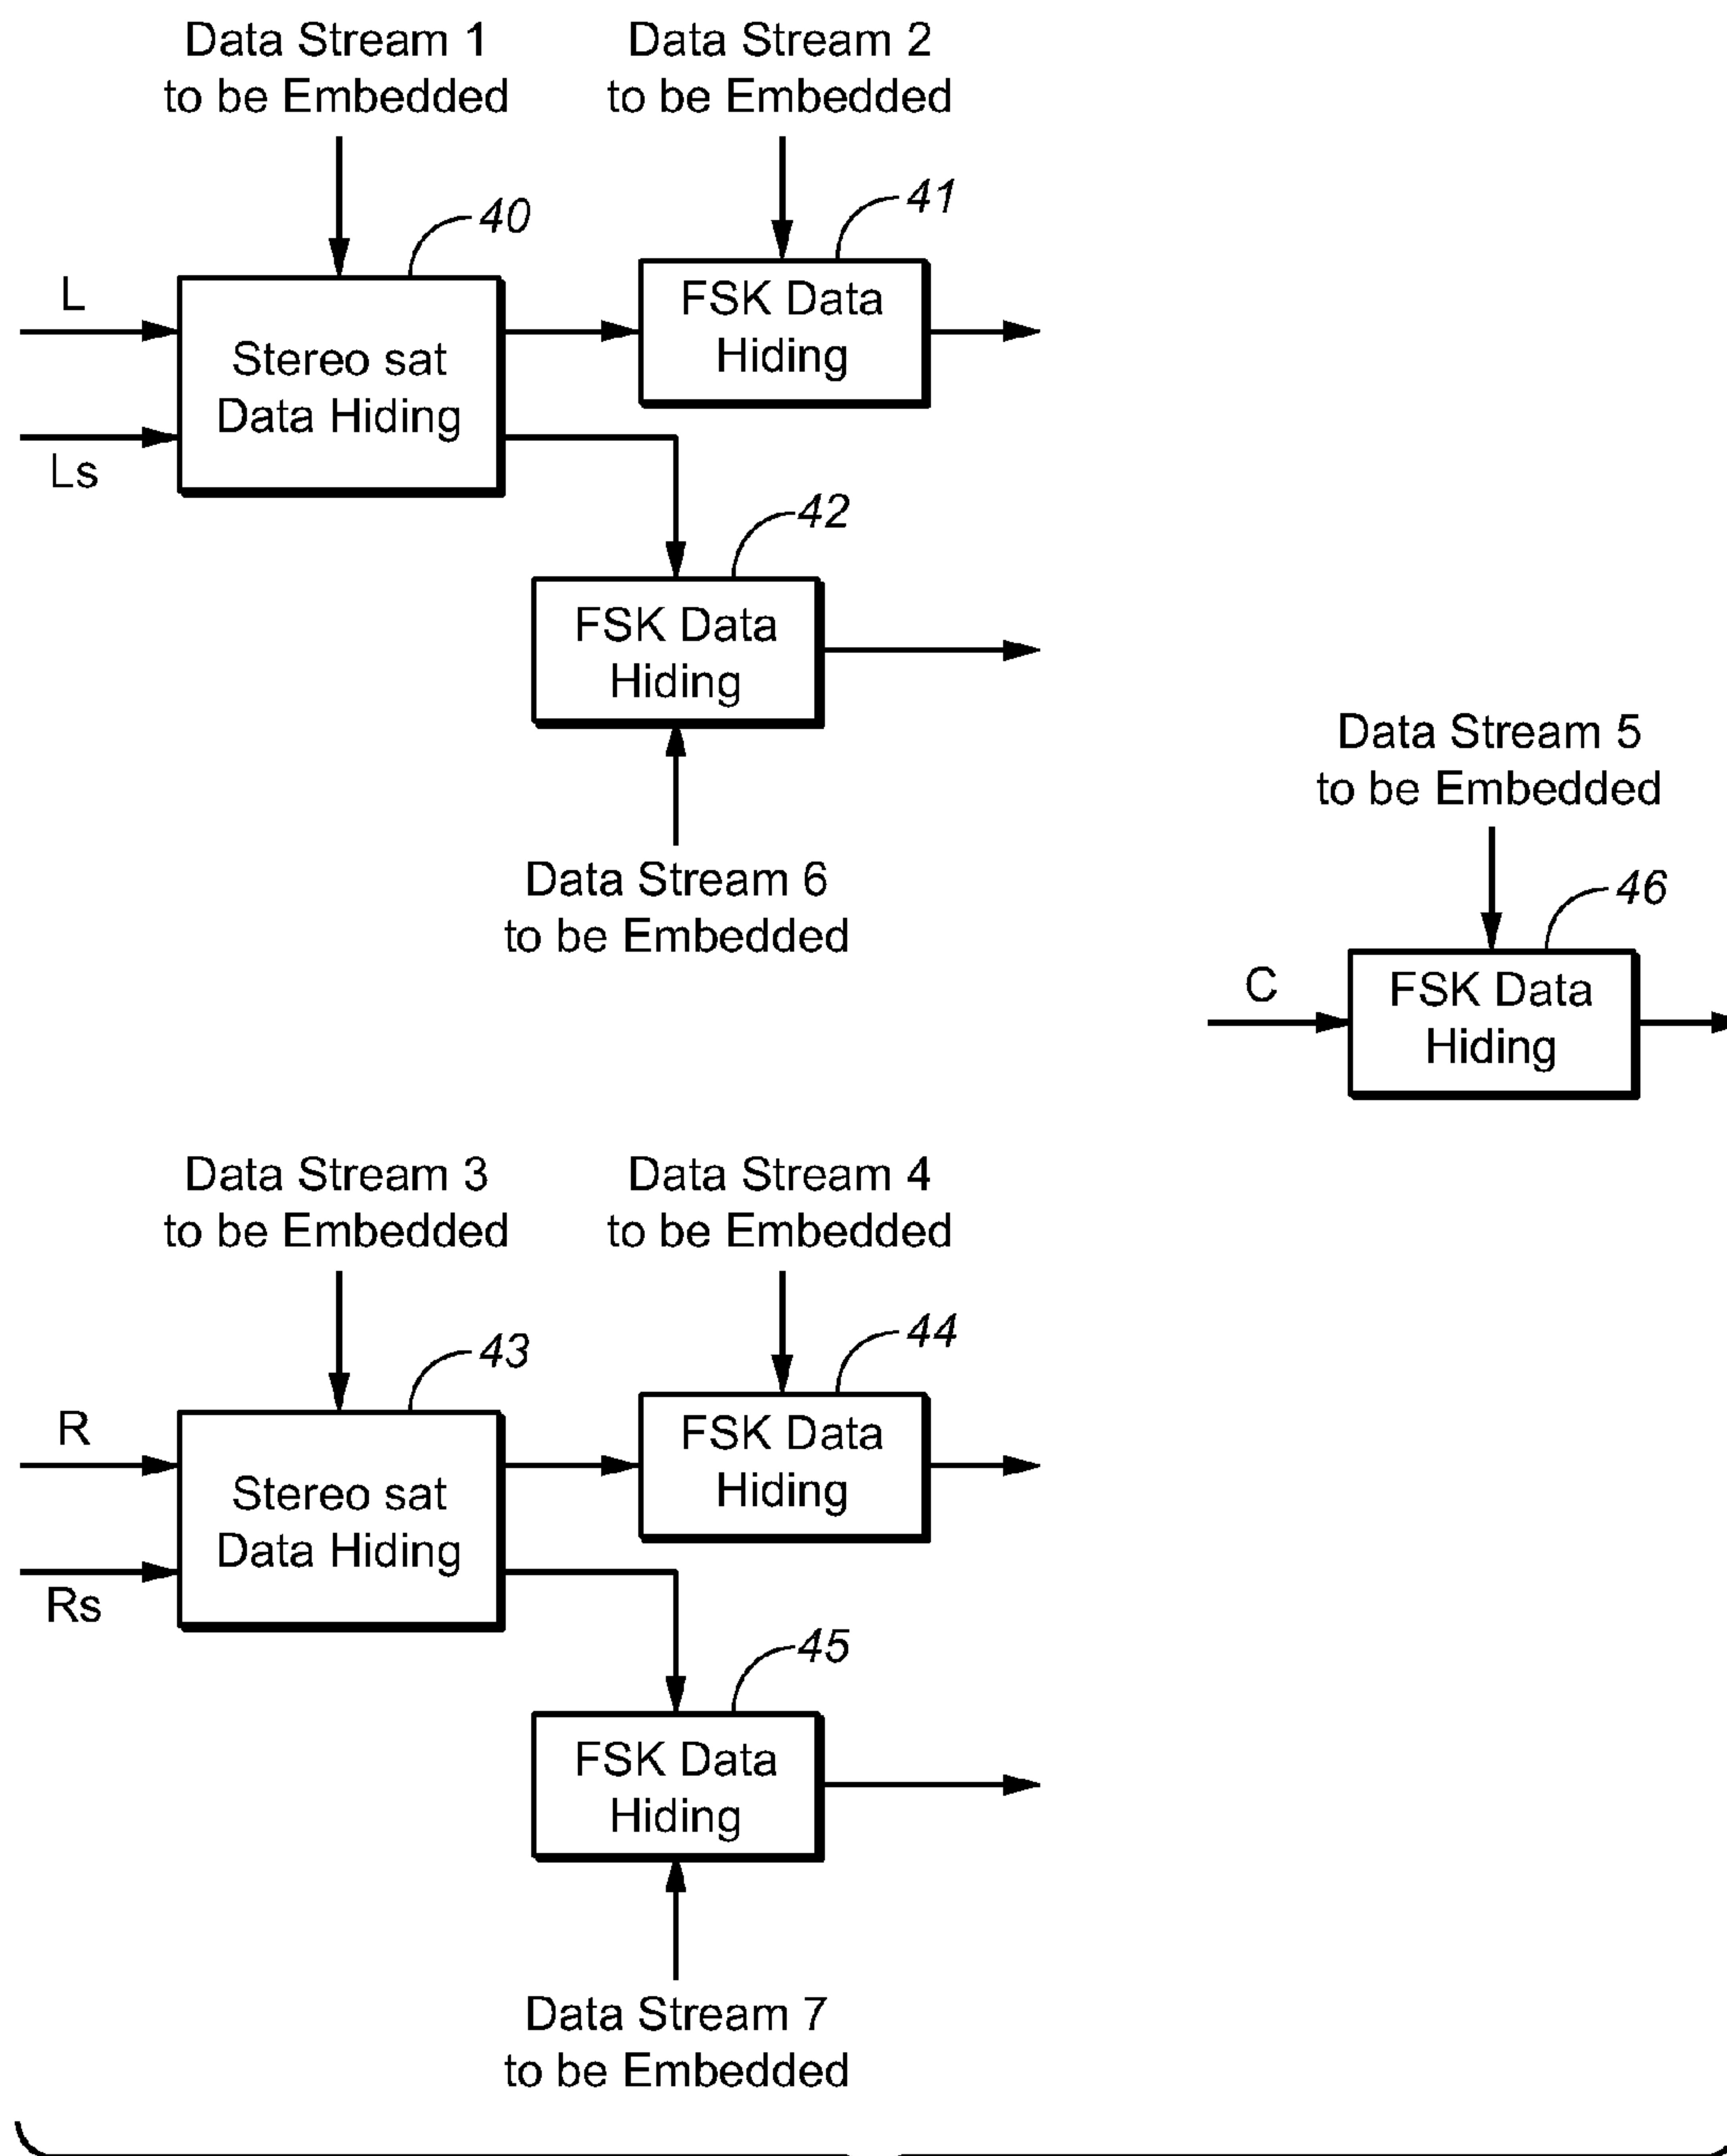 Data Stream 1
to be Embedded
Data Stream 2
to be Embedded
40
41
L
Ls
Stereo sat
Data Hiding
FSK Data
Hiding
42
FSK Data
Hiding
Data Stream 6
to be Embedded
Data Stream 5
to be Embedded
46
C
FSK Data
Hiding
Data Stream 3
to be Embedded
Data Stream 4
to be Embedded
43
44
R
Rs
Stereo sat
Data Hiding
FSK Data
Hiding
45
FSK Data
Hiding
Data Stream 7
to be Embedded